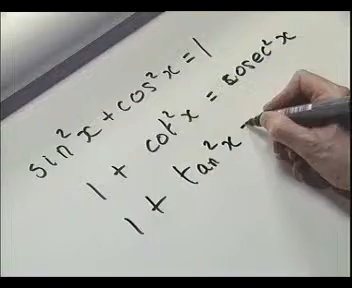 sin²x + cos²x = 1
1 + cot²x = cosec²x
1 + tan²x